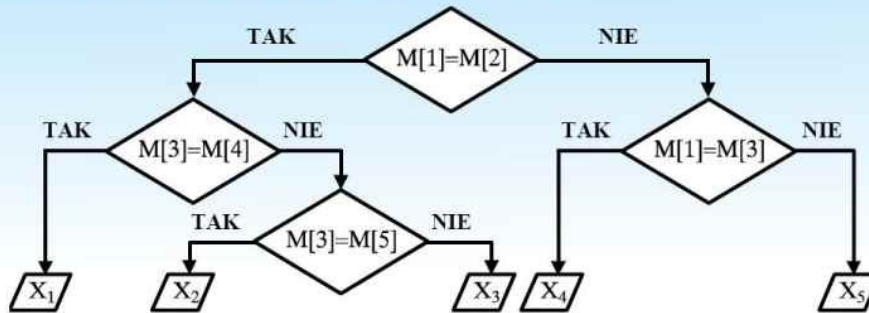 TAK
M[1]=M[2]
NIE
TAK
M[3]=M[4]
NIE
TAK
M[1]=M[3]
NIE
TAK
M[3]=M[5]
NIE
X₁
X₂
X₃
X₄
X₅